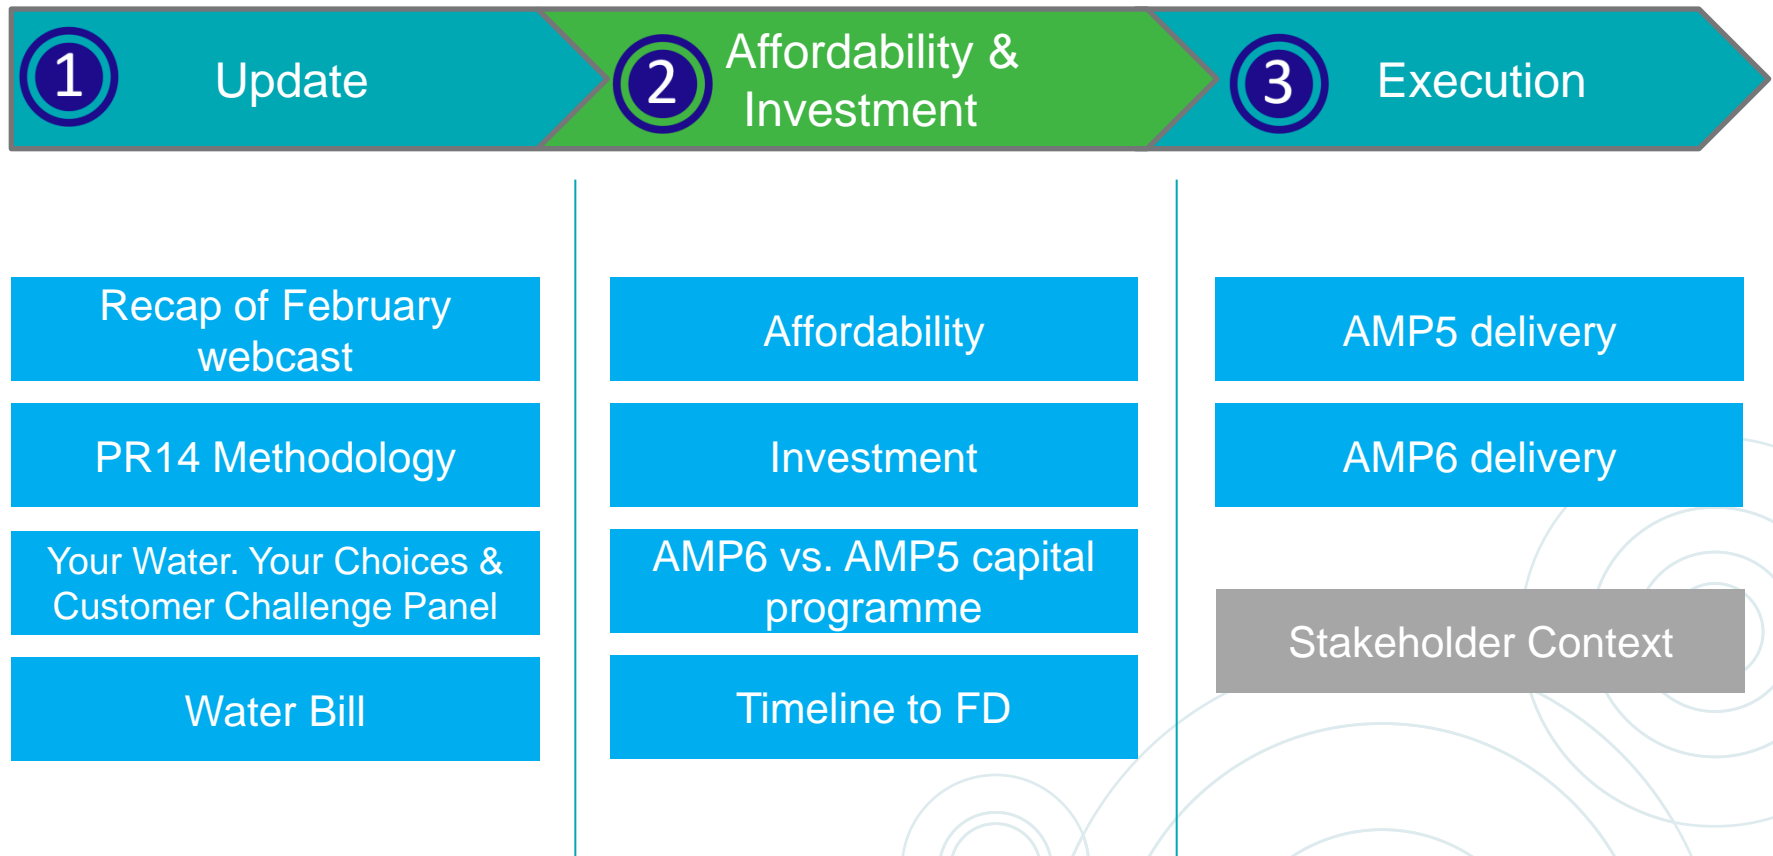 1
Update
2
Affordability &
Investment
3
Execution
Recap of February
webcast
PR14 Methodology
Your Water. Your Choices &
Customer Challenge Panel
Water Bill
Affordability
Investment
AMP6 vs. AMP5 capital
programme
Timeline to FD
AMP5 delivery
AMP6 delivery
Stakeholder Context